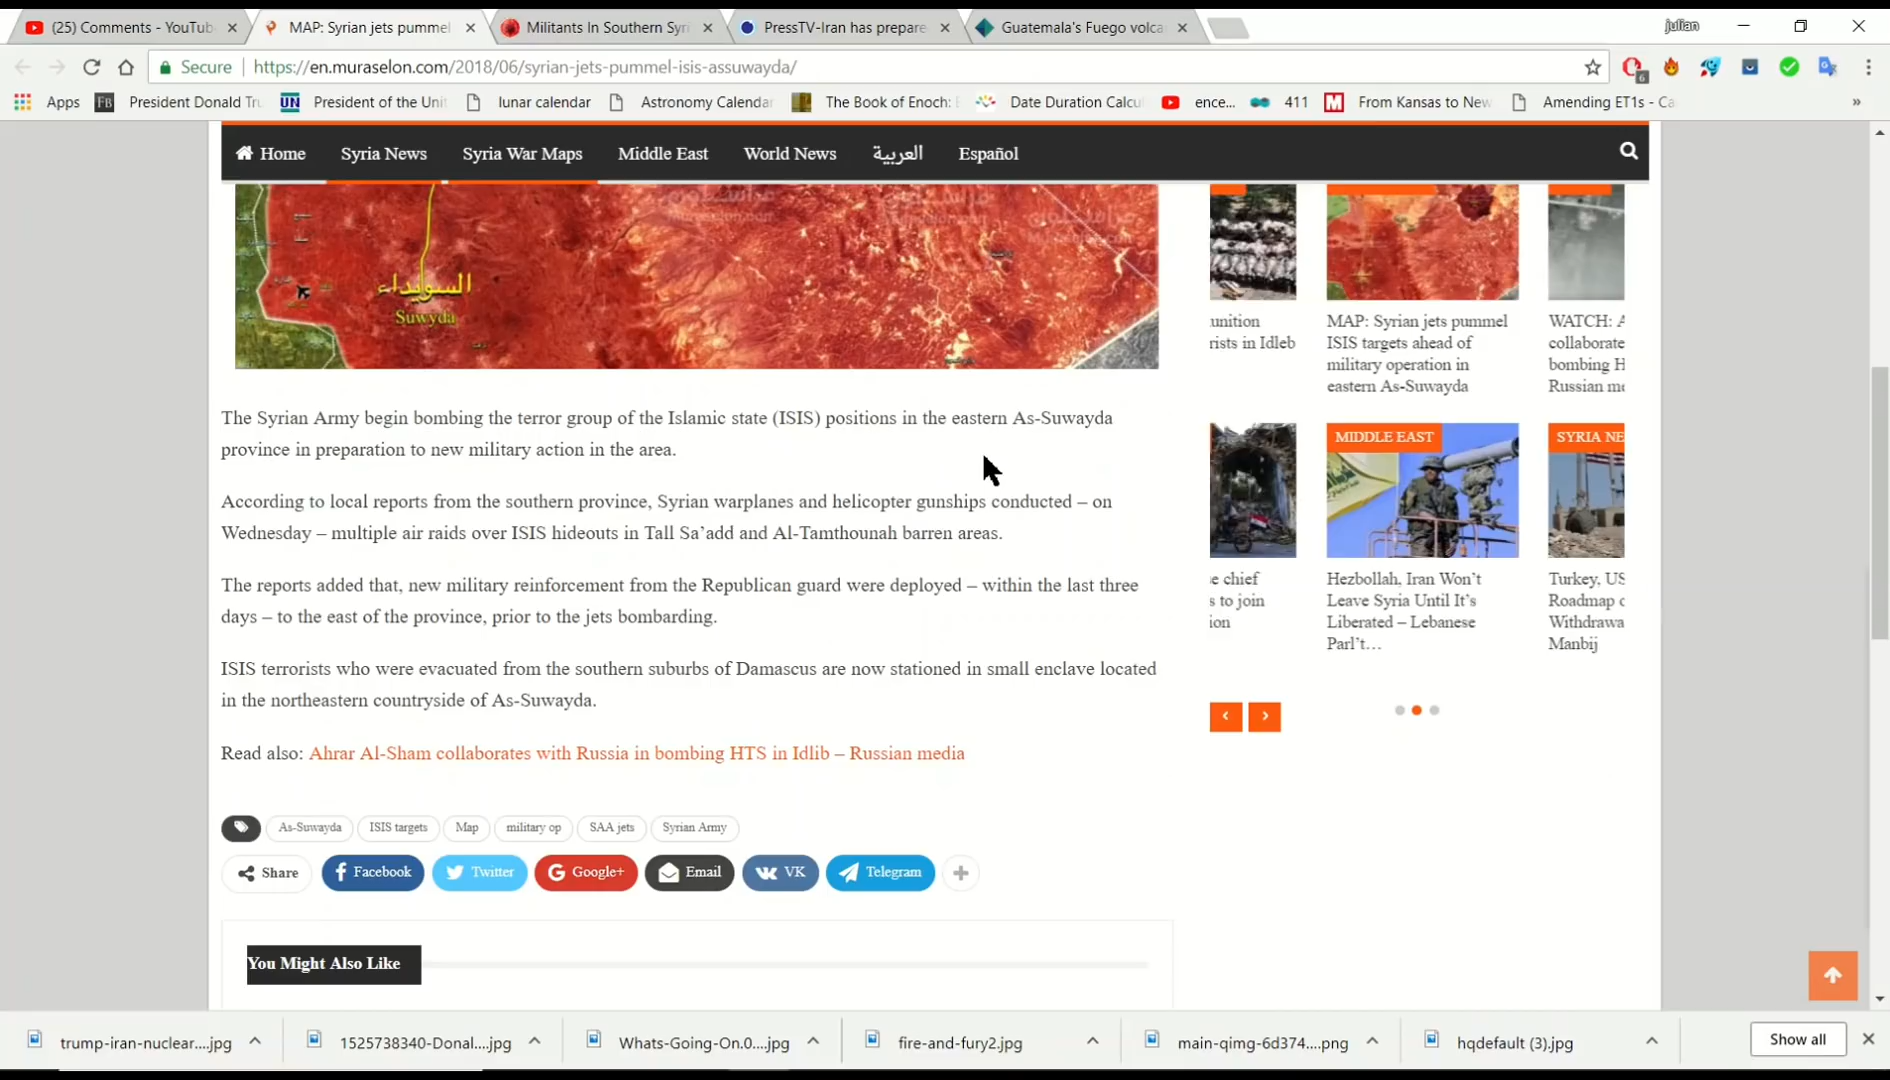 (25) Comments - YouTub
MAP: Syrian jets pummel
Militants In Southern Syri
PressTV-Iran has prepare
Guatemala's Fuego volca
julian
Secure
https://en.muraselon.com/2018/06/syrian-jets-pummel-isis-assuwayda/
6
Apps
FB President Donald Tru
UN President of the Unit
lunar calendar
Astronomy Calendar
The Book of Enoch:
Date Duration Calcu
ence...
411
M From Kansas to New
Amending ET1s - Ca
Home
Syria News
Syria War Maps
Middle East
World News
العربية
Español
السويداء
Suwyda
The Syrian Army begin bombing the terror group of the Islamic state (ISIS) positions in the eastern As-Suwayda
province in preparation to new military action in the area.
According to local reports from the southern province, Syrian warplanes and helicopter gunships conducted – on
Wednesday – multiple air raids over ISIS hideouts in Tall Sa’add and Al-Tamthounah barren areas.
The reports added that, new military reinforcement from the Republican guard were deployed – within the last three
days – to the east of the province, prior to the jets bombarding.
ISIS terrorists who were evacuated from the southern suburbs of Damascus are now stationed in small enclave located
in the northeastern countryside of As-Suwayda.
Read also: Ahrar Al-Sham collaborates with Russia in bombing HTS in Idlib – Russian media
As-Suwayda
ISIS targets
Map
military op
SAA jets
Syrian Army
Share
Facebook
Twitter
Google+
Email
VK
Telegram
You Might Also Like
unition
rists in Idleb
MAP: Syrian jets pummel
ISIS targets ahead of
military operation in
eastern As-Suwayda
WATCH: A
collaborate
bombing H
Russian me
e chief
s to join
ion
MIDDLE EAST
Hezbollah, Iran Won’t
Leave Syria Until It’s
Liberated – Lebanese
Parl’t…
SYRIA NE
Turkey, US
Roadmap o
Withdrawa
Manbij
trump-iran-nuclear....jpg
1525738340-Donal....jpg
Whats-Going-On.0....jpg
fire-and-fury2.jpg
main-qimg-6d374....png
hqdefault (3).jpg
Show all